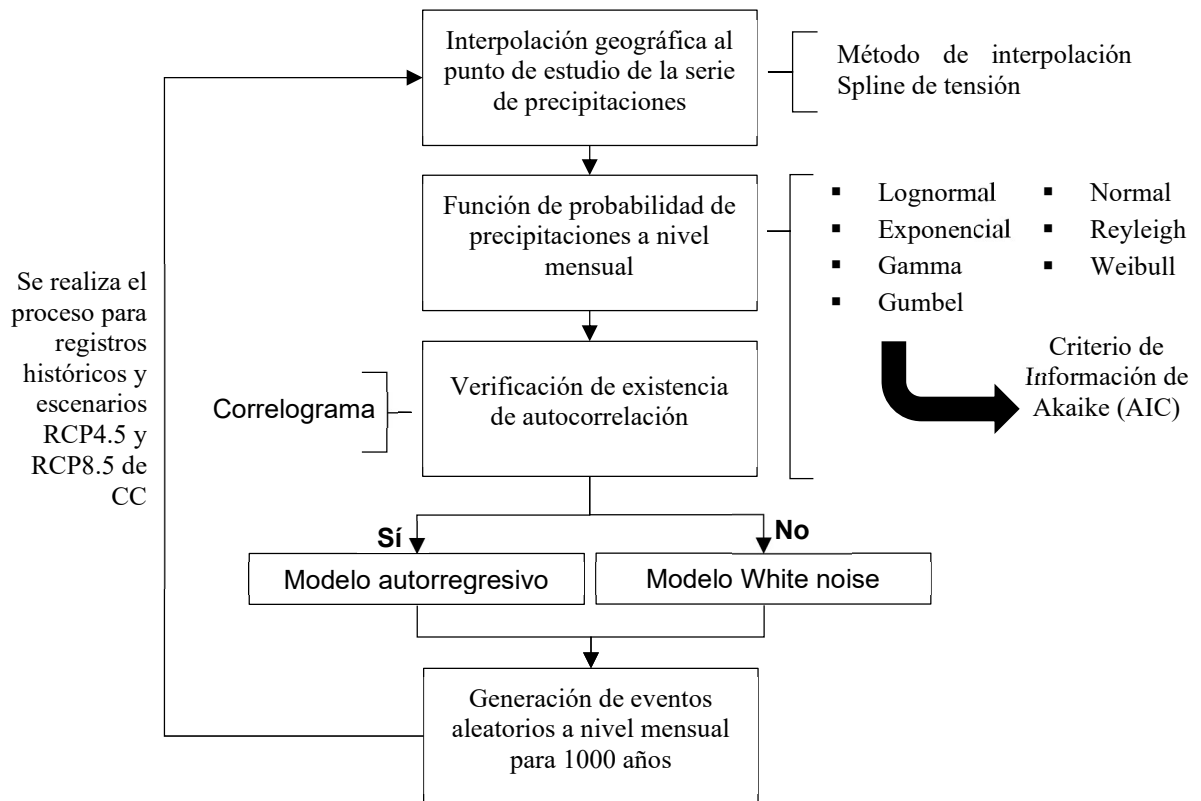 Interpolación geográfica al
punto de estudio de la serie
de precipitaciones
Método de interpolación
Spline de tensión
Función de probabilidad de
precipitaciones a nivel
mensual
▪ Lognormal
▪ Exponencial
▪ Gamma
▪ Gumbel
▪ Normal
▪ Reyleigh
▪ Weibull
Criterio de
Información de
Akaike (AIC)
Se realiza el
proceso para
registros
históricos y
escenarios
RCP4.5 y
RCP8.5 de
CC
Correlograma
Verificación de existencia
de autocorrelación
Sí
No
Modelo autorregresivo
Modelo White noise
Generación de eventos
aleatorios a nivel mensual
para 1000 años